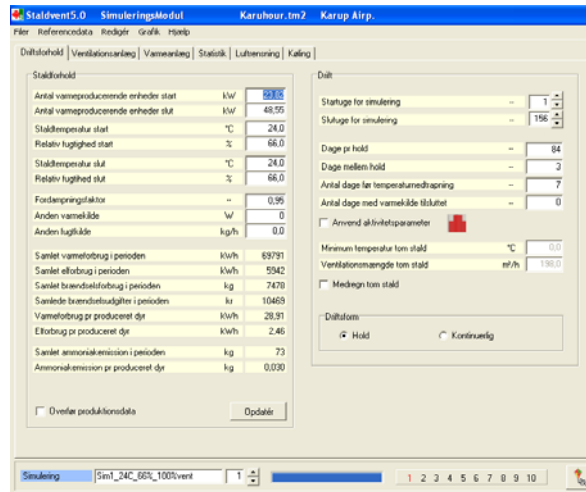 Staldvent5.0 SimuleringsModul Karuhour.tm2 Karup Airp.
Filer Referencedata Redigér Grafik Hjælp
Driftsforhold Ventilationsanlæg Varmeanlæg Statistik Luftrensning Køling
Staldforhold
Antal varmeproducerende enheder start kW 23,82
Antal varmeproducerende enheder slut kW 48,55
Staldtemperatur start °C 24,0
Relativ fugtighed start % 66,0
Staldtemperatur slut °C 24,0
Relativ fugtihed slut % 66,0
Fordampningsfaktor -- 0,95
Anden varmekilde W 0
Anden fugtkilde kg/h 0,0
Samlet varmeforbrug i perioden kWh 69791
Samlet elforbrug i perioden kWh 5942
Samlet brændselsforbrug i perioden kg 7478
Samlede brændselsudgifter i perioden kr 10469
Varmeforbrug pr produceret dyr kWh 28,91
Elforbrug pr produceret dyr kWh 2,46
Samlet ammoniakemission i perioden kg 73
Ammoniakemission pr produceret dyr kg 0,030
Overfør produktionsdata Opdatér
Drift
Startuge for simulering -- 1
Slutuge for simulering -- 156
Dage pr hold -- 84
Dage mellem hold -- 3
Antal dage før temperaturnedtrapning -- 7
Antal dage med varmekilde tilsluttet -- 0
Anvend aktivitetsparameter
Minimum temperatur tom stald °C 0,0
Ventilationsmængde tom stald m³/h 198,0
Medregn tom stald
Driftsform
Hold Kontinuerlig
Simulering Sim1_24C_66%_100%vent 1 1 2 3 4 5 6 7 8 9 10